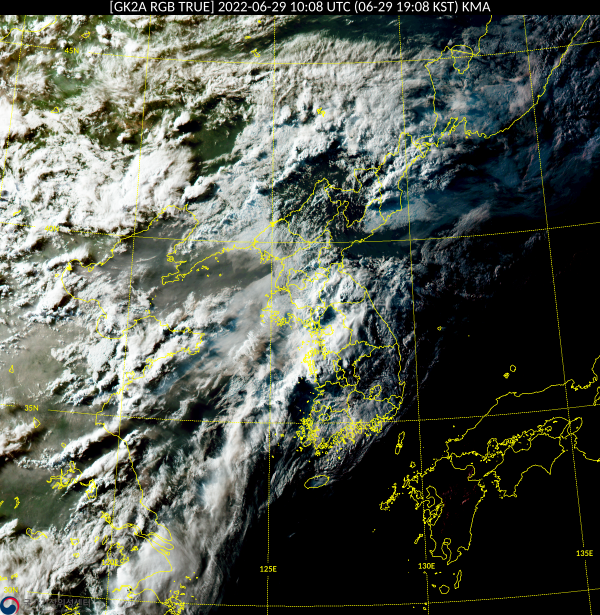 [GK2A RGB TRUE] 2022-06-29 10:08 UTC (06-29 19:08 KST) KMA
45N
35N
135E
125E
130E